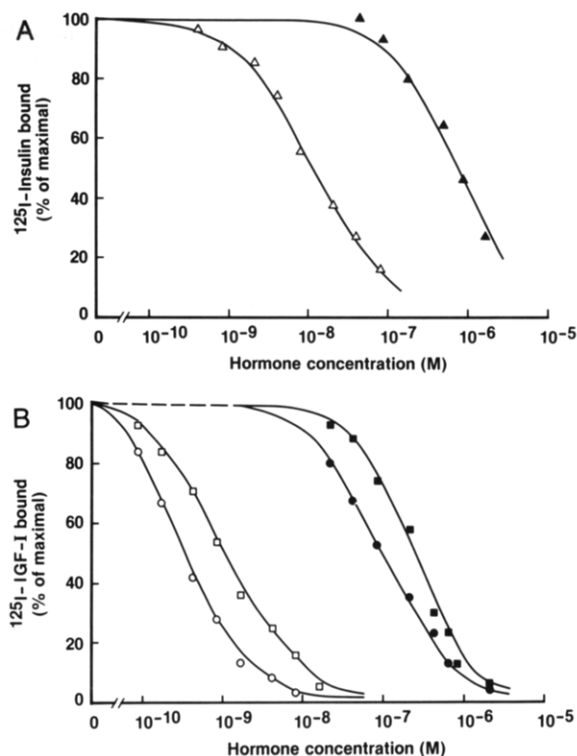 A
¹²⁵I-Insulin bound
(% of maximal)
100
80
60
40
20
0
0 10⁻¹⁰ 10⁻⁹ 10⁻⁸ 10⁻⁷ 10⁻⁶ 10⁻⁵
Hormone concentration (M)
B
¹²⁵I-IGF-I bound
(% of maximal)
100
80
60
40
20
0
0 10⁻¹⁰ 10⁻⁹ 10⁻⁸ 10⁻⁷ 10⁻⁶ 10⁻⁵
Hormone concentration (M)